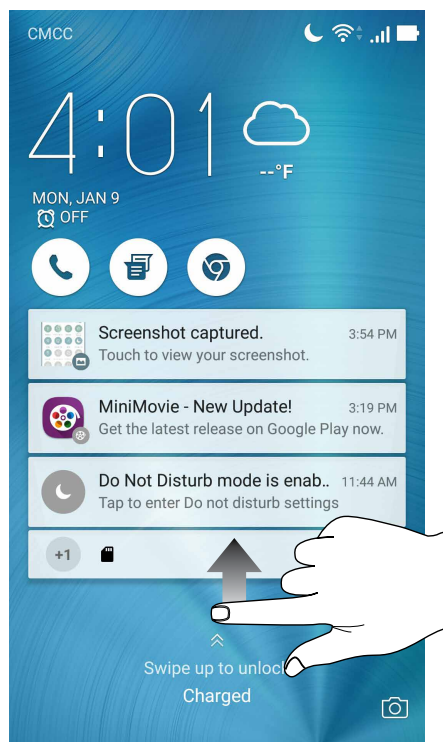 CMCC
4:01
--°F
MON, JAN 9
OFF
Screenshot captured. 3:54 PM
Touch to view your screenshot.
MiniMovie - New Update! 3:19 PM
Get the latest release on Google Play now.
Do Not Disturb mode is enab.. 11:44 AM
Tap to enter Do not disturb settings
+1
Swipe up to unloc
Charged